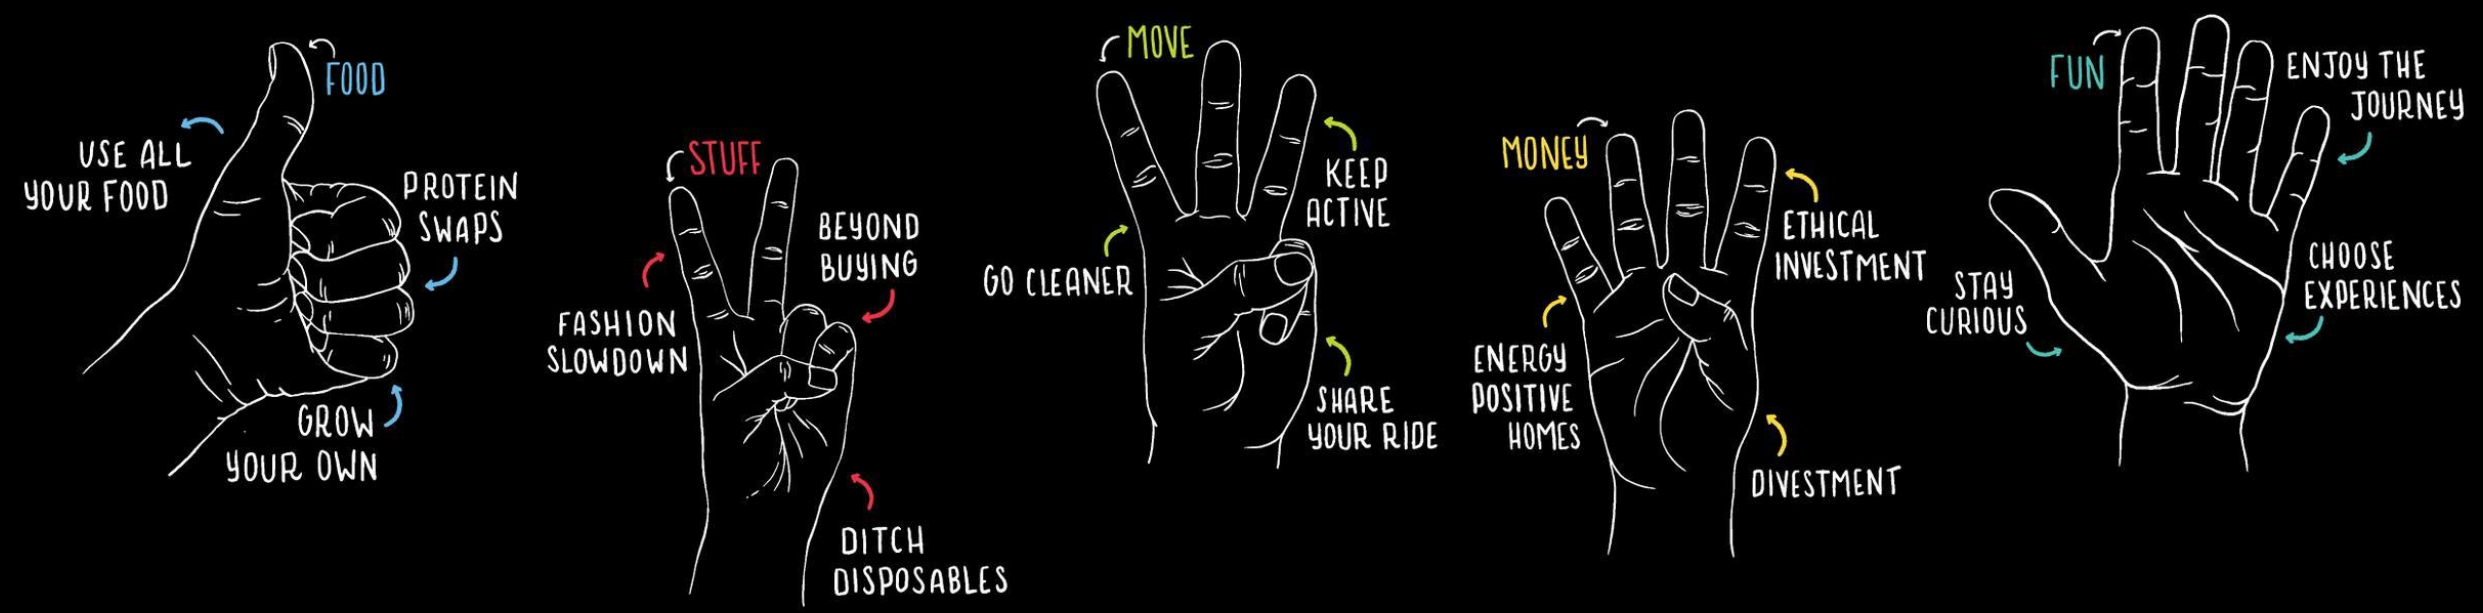 FOOD
USE ALL
YOUR FOOD
PROTEIN
SWAPS
GROW
YOUR OWN
STUFF
BEYOND
BUYING
FASHION
SLOWDOWN
DITCH
DISPOSABLES
MOVE
KEEP
ACTIVE
GO CLEANER
SHARE
YOUR RIDE
MONEY
ETHICAL
INVESTMENT
ENERGY
POSITIVE
HOMES
DIVESTMENT
FUN
ENJOY THE
JOURNEY
STAY
CURIOUS
CHOOSE
EXPERIENCES